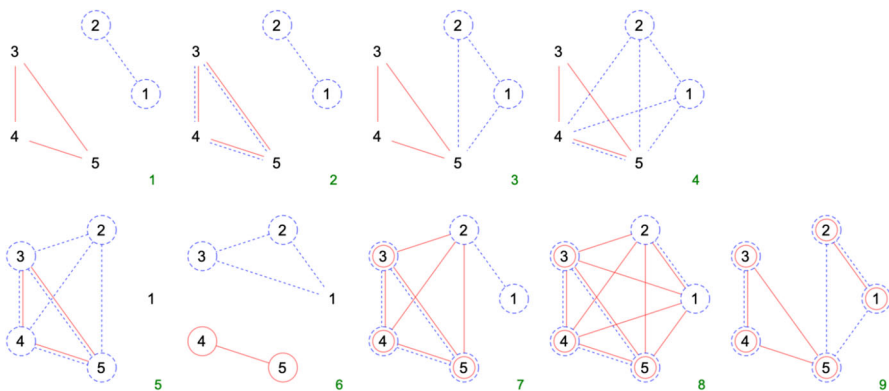 2 2 2 2
3 3 3 3
1 1 1 1
4 4 4 4
5 5 5 5
1 2 3 4
2 2 2 2 2
3 3 3 3 3
1 1 1 1 1
4 4 4 4 4
5 5 5 5 5
5 6 7 8 9